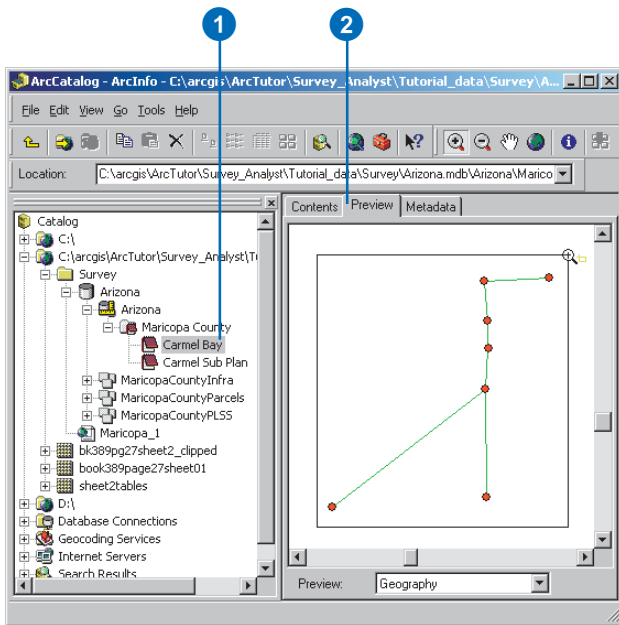 1 2
ArcCatalog - ArcInfo - C:\arcgis\ArcTutor\Survey_Analyst\Tutorial_data\Survey\A...
File Edit View Go Tools Help
Location: C:\arcgis\ArcTutor\Survey_Analyst\Tutorial_data\Survey\Arizona.mdb\Arizona\Marico
Contents Preview Metadata
Catalog
C:\
C:\arcgis\ArcTutor\Survey_Analyst\T
Survey
Arizona
Arizona
Maricopa County
Carmel Bay
Carmel Sub Plan
MaricopaCountyInfra
MaricopaCountyParcels
MaricopaCountyPLSS
Maricopa_1
bk389pg27sheet2_clipped
book389page27sheet01
sheet2tables
D:\
Database Connections
Geocoding Services
Internet Servers
Search Results
Preview: Geography